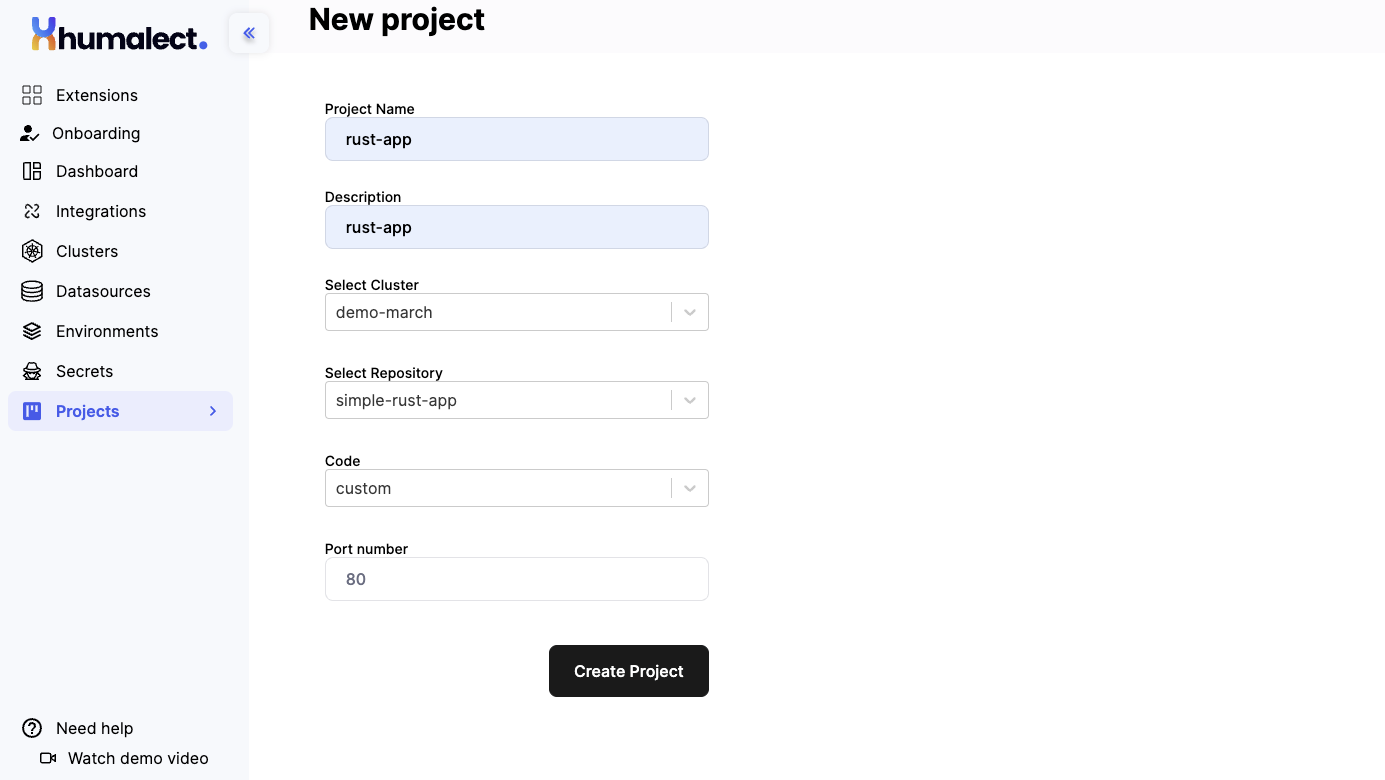 humalect.
New project
Extensions
Onboarding
Dashboard
Integrations
Clusters
Datasources
Environments
Secrets
Projects
Need help
Watch demo video
Project Name
rust-app
Description
rust-app
Select Cluster
demo-march
Select Repository
simple-rust-app
Code
custom
Port number
80
Create Project